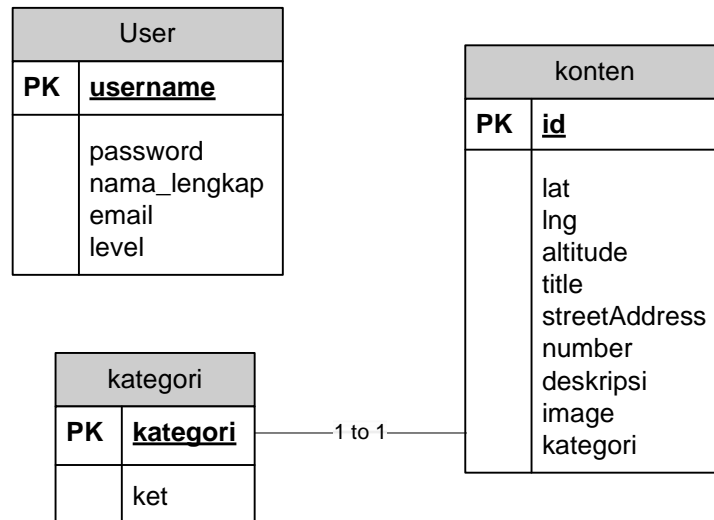 User
PK username
password
nama_lengkap
email
level
konten
PK id
lat
lng
altitude
title
streetAddress
number
deskripsi
image
kategori
kategori
PK kategori
ket
1 to 1